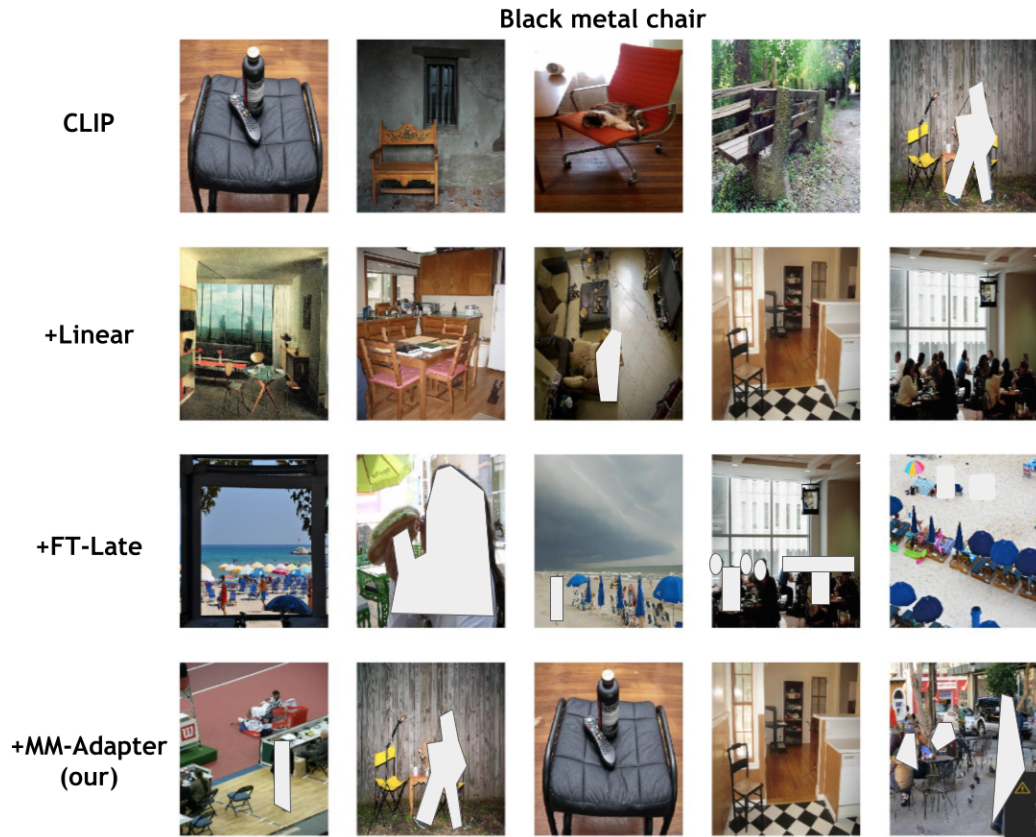 Black metal chair
CLIP
+Linear
+FT-Late
+MM-Adapter
(our)